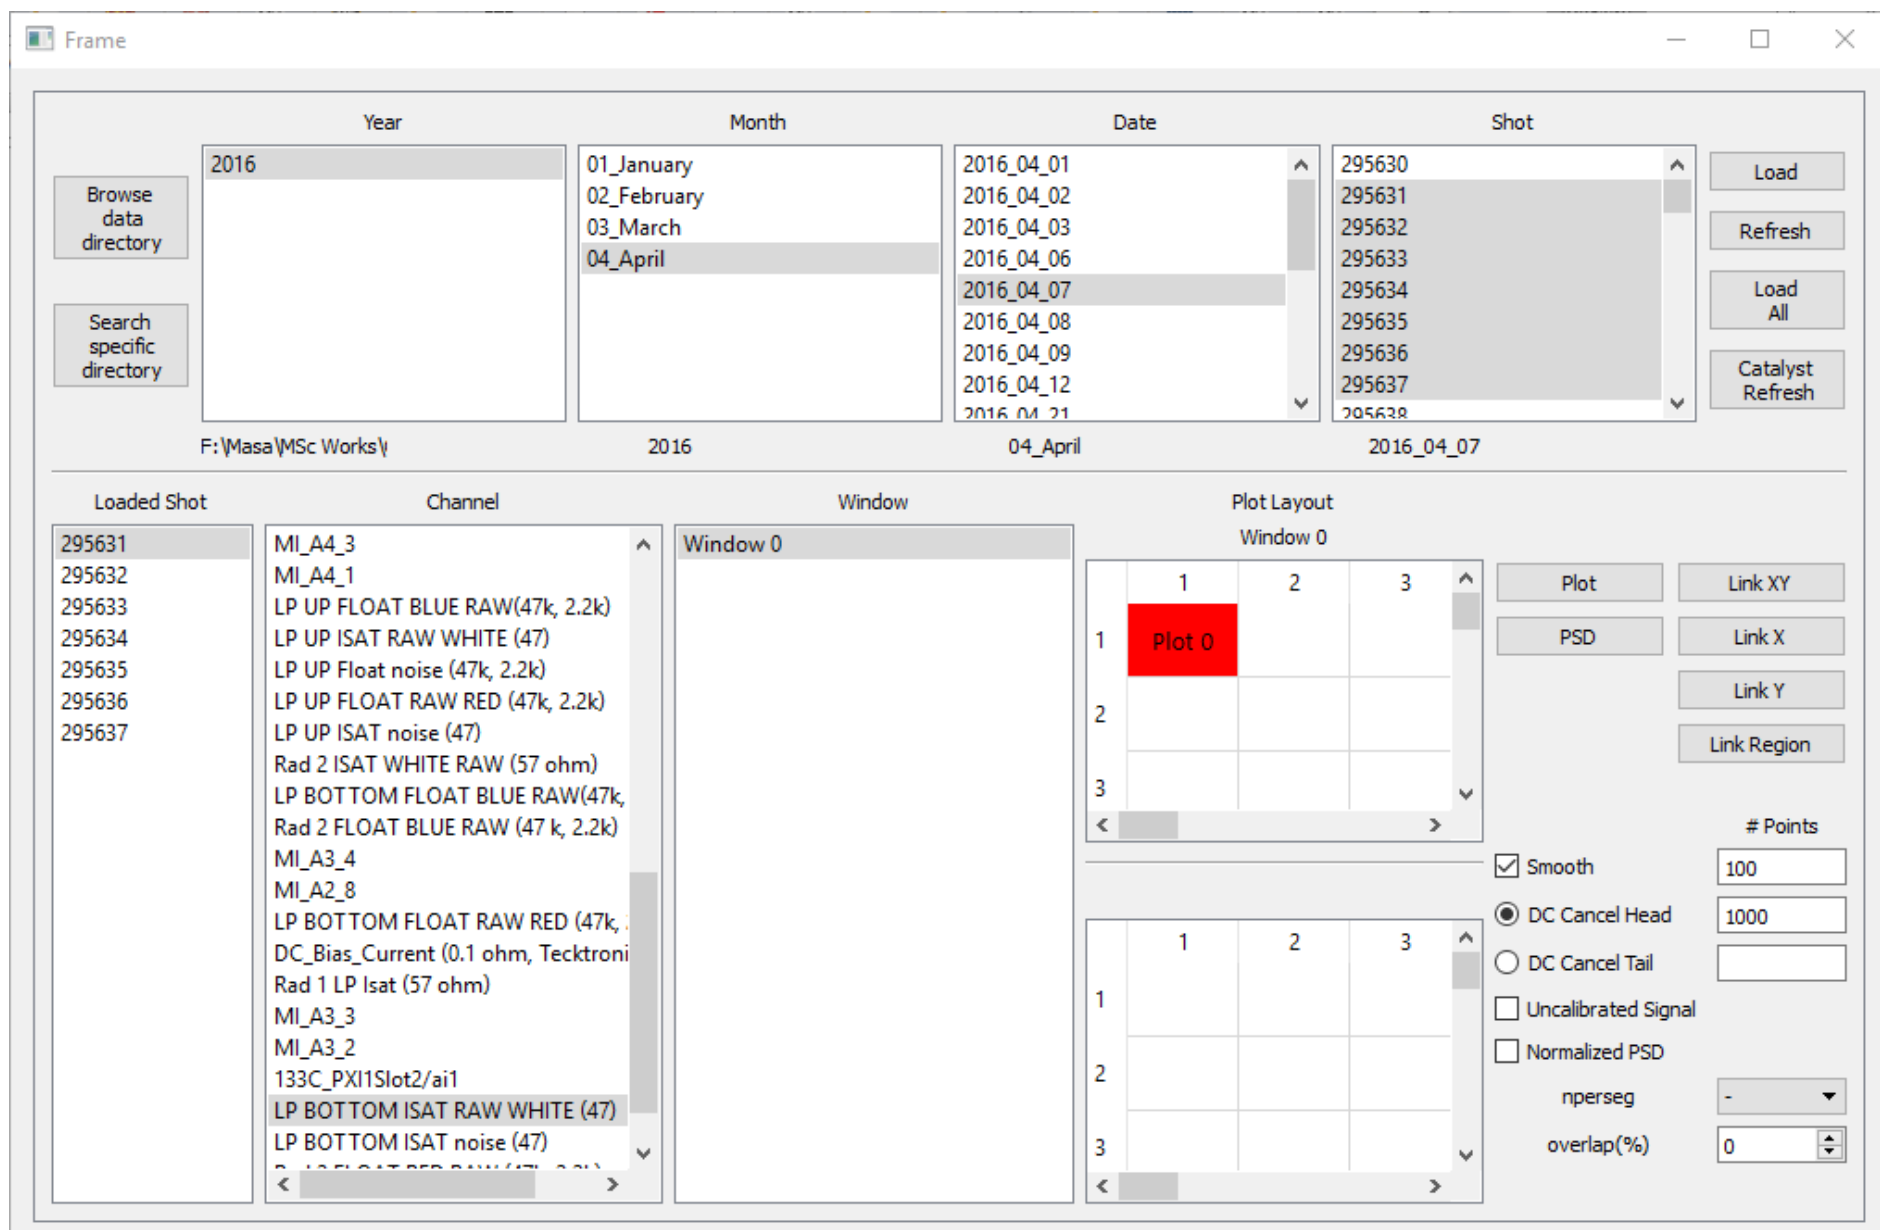 Frame
Year
Month
Date
Shot
Browse
data
directory
Search
specific
directory
2016
01_January
02_February
03_March
04_April
2016_04_01
2016_04_02
2016_04_03
2016_04_06
2016_04_07
2016_04_08
2016_04_09
2016_04_12
2016_04_21
295630
295631
295632
295633
295634
295635
295636
295637
295638
Load
Refresh
Load
All
Catalyst
Refresh
F:\Masa\MSc Works\
2016
04_April
2016_04_07
Loaded Shot
Channel
Window
Plot Layout
295631
295632
295633
295634
295635
295636
295637
MI_A4_3
MI_A4_1
LP UP FLOAT BLUE RAW(47k, 2.2k)
LP UP ISAT RAW WHITE (47)
LP UP Float noise (47k, 2.2k)
LP UP FLOAT RAW RED (47k, 2.2k)
LP UP ISAT noise (47)
Rad 2 ISAT WHITE RAW (57 ohm)
LP BOTTOM FLOAT BLUE RAW(47k,
Rad 2 FLOAT BLUE RAW (47 k, 2.2k)
MI_A3_4
MI_A2_8
LP BOTTOM FLOAT RAW RED (47k,
DC_Bias_Current (0.1 ohm, Tecktroni
Rad 1 LP Isat (57 ohm)
MI_A3_3
MI_A3_2
133C_PXI1Slot2/ai1
LP BOTTOM ISAT RAW WHITE (47)
LP BOTTOM ISAT noise (47)
Window 0
Window 0
1 2 3
1 Plot 0
2
3
1 2 3
1
2
3
Plot
Link XY
PSD
Link X
Link Y
Link Region
# Points
Smooth 100
DC Cancel Head 1000
DC Cancel Tail
Uncalibrated Signal
Normalized PSD
nperseg -
overlap(%) 0